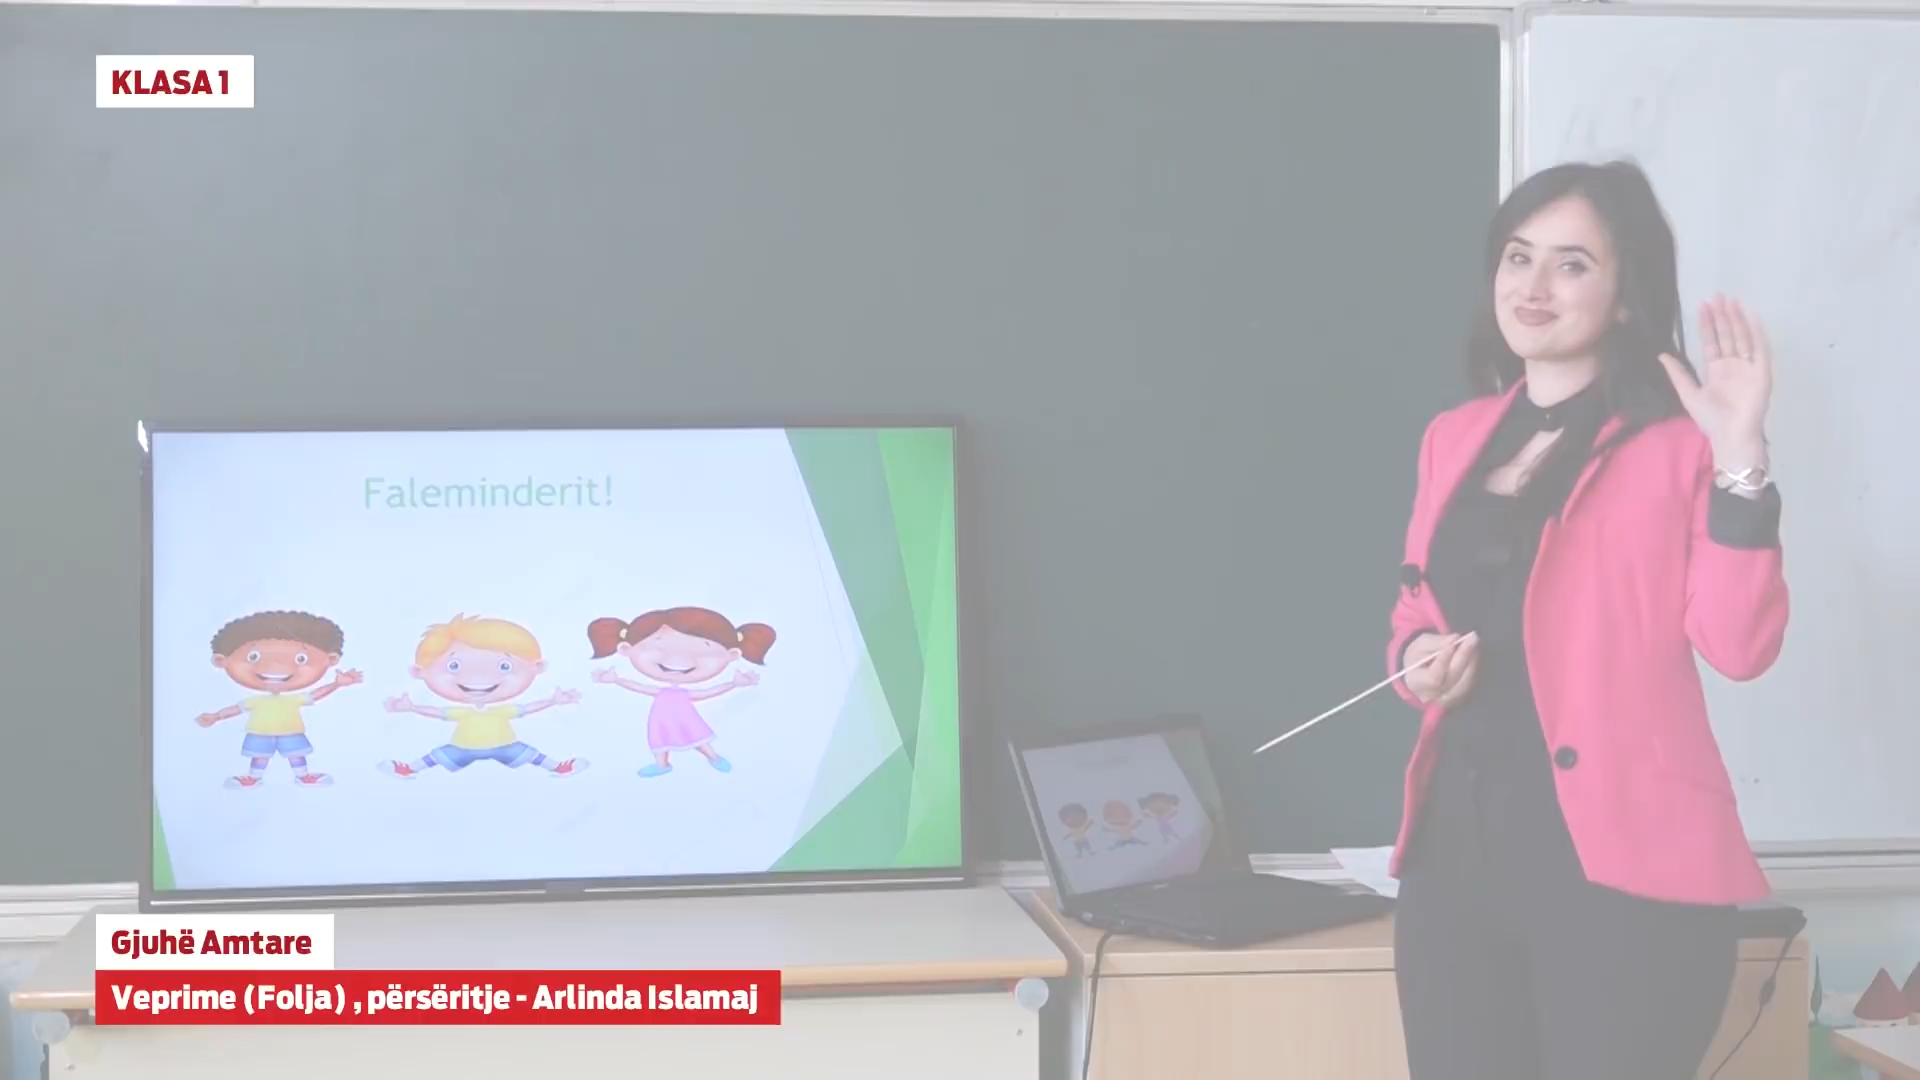 KLASA 1
Faleminderit!
Gjuhë Amtare
Veprime (Folja) , përsëritje - Arlinda Islamaj